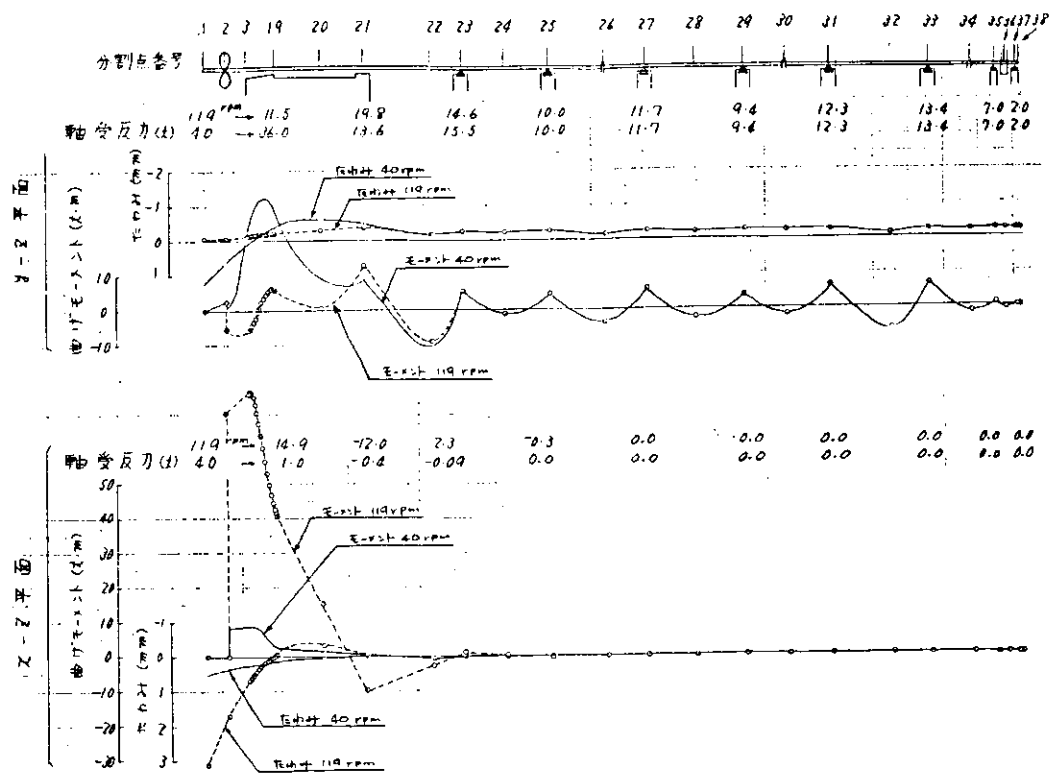 1 2 3 19 20 21 22 23 24 25 26 27 28 29 30 31 32 33 34 35 36 37 38
分割点番号
119 rpm → 11.5 19.8 14.6 10.0 11.7 9.4 12.3 13.4 7.0 2.0
軸受反力(t) 40 → 36.0 13.6 15.5 10.0 11.7 9.4 12.3 13.4 7.0 2.0
y-z 平面
たわみ (mm)
-2
-1
0
1
たわみ 40 rpm
たわみ 119 rpm
曲げモーメント (t・m)
10
0
-10
モーメント 40 rpm
モーメント 119 rpm
119 rpm → 14.9 -12.0 2.3 -0.3 0.0 0.0 0.0 0.0 0.0 0.0
軸受反力(t) 40 → 1.0 -0.4 -0.09 0.0 0.0 0.0 0.0 0.0 0.0 0.0
x-z 平面
曲げモーメント (t・m)
50
40
30
20
10
0
-10
-20
-30
たわみ (mm)
-1
0
1
2
3
モーメント 119 rpm
モーメント 40 rpm
たわみ 40 rpm
たわみ 119 rpm